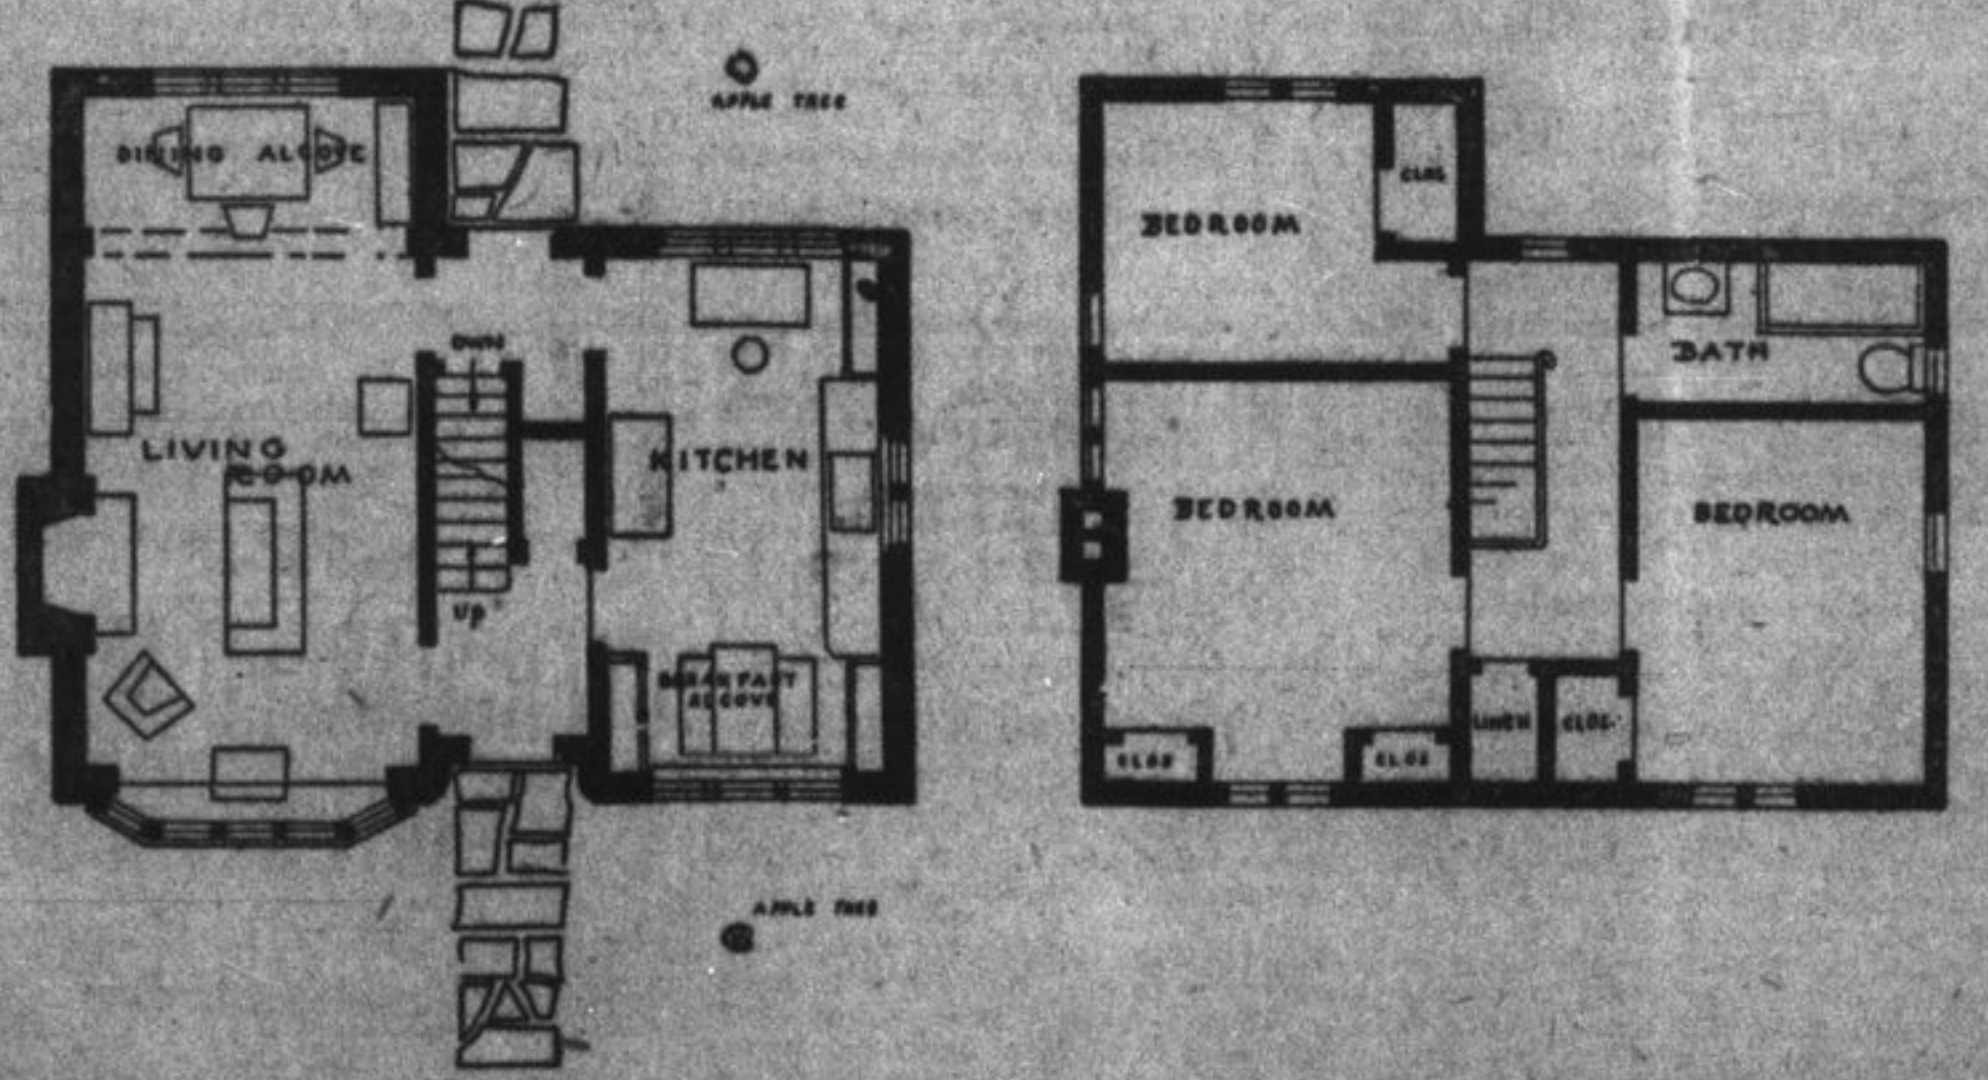 APPLE TREE
DINING ALCOVE
DWN
LIVING
ROOM
KITCHEN
UP
BREAKFAST
ALCOVE
APPLE TREE
BEDROOM
CLOS
BATH
BEDROOM
BEDROOM
CLOS
CLOS
LINEN
CLOS.